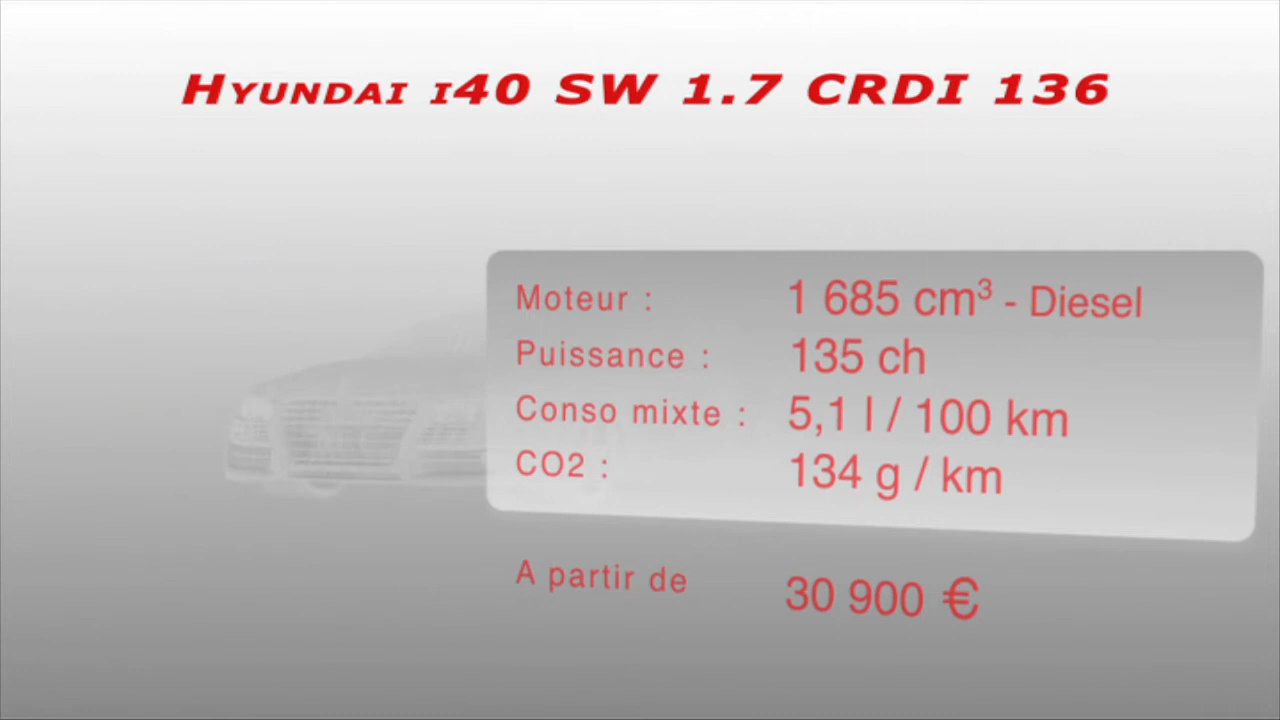 HYUNDAI I40 SW 1.7 CRDI 136
Moteur : 1 685 cm³ - Diesel
Puissance : 135 ch
Conso mixte : 5,1 l / 100 km
CO2 : 134 g / km
A partir de 30 900 €